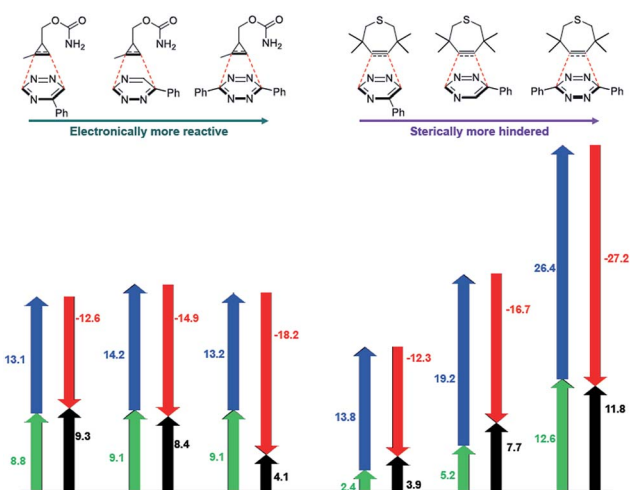 O O
NH₂
O O
NH₂
O O
NH₂
S
S
S
N=N
N
Ph
N=
N-N
Ph
N=N
N-N
Ph
Ph
N=N
N
Ph
N=N
N
Ph
N=N
N-N
Ph
Ph
Electronically more reactive
Sterically more hindered
13.1
-12.6
8.8
9.3
14.2
-14.9
9.1
8.4
13.2
-18.2
9.1
4.1
13.8
-12.3
2.4
3.9
19.2
-16.7
5.2
7.7
26.4
-27.2
12.6
11.8